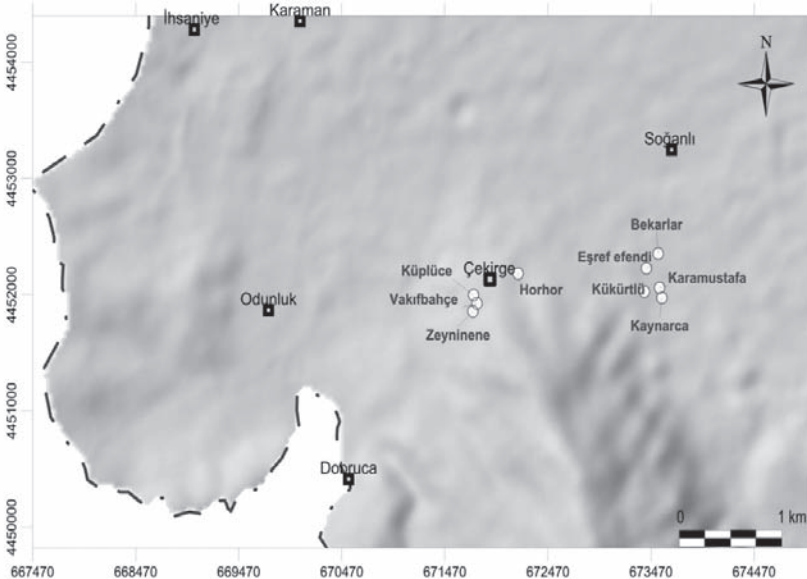 İhsaniye
Karaman
N
4454000
Soğanlı
4453000
Bekarlar
Eşref efendi
Küplüce
Çekirge
Karamustafa
Kükürtlü
Horhor
4452000
Vakıfbahçe
Odunluk
Kaynarca
Zeyninene
4451000
Dobruca
4450000
0 1 km
667470 668470 669470 670470 671470 672470 673470 674470